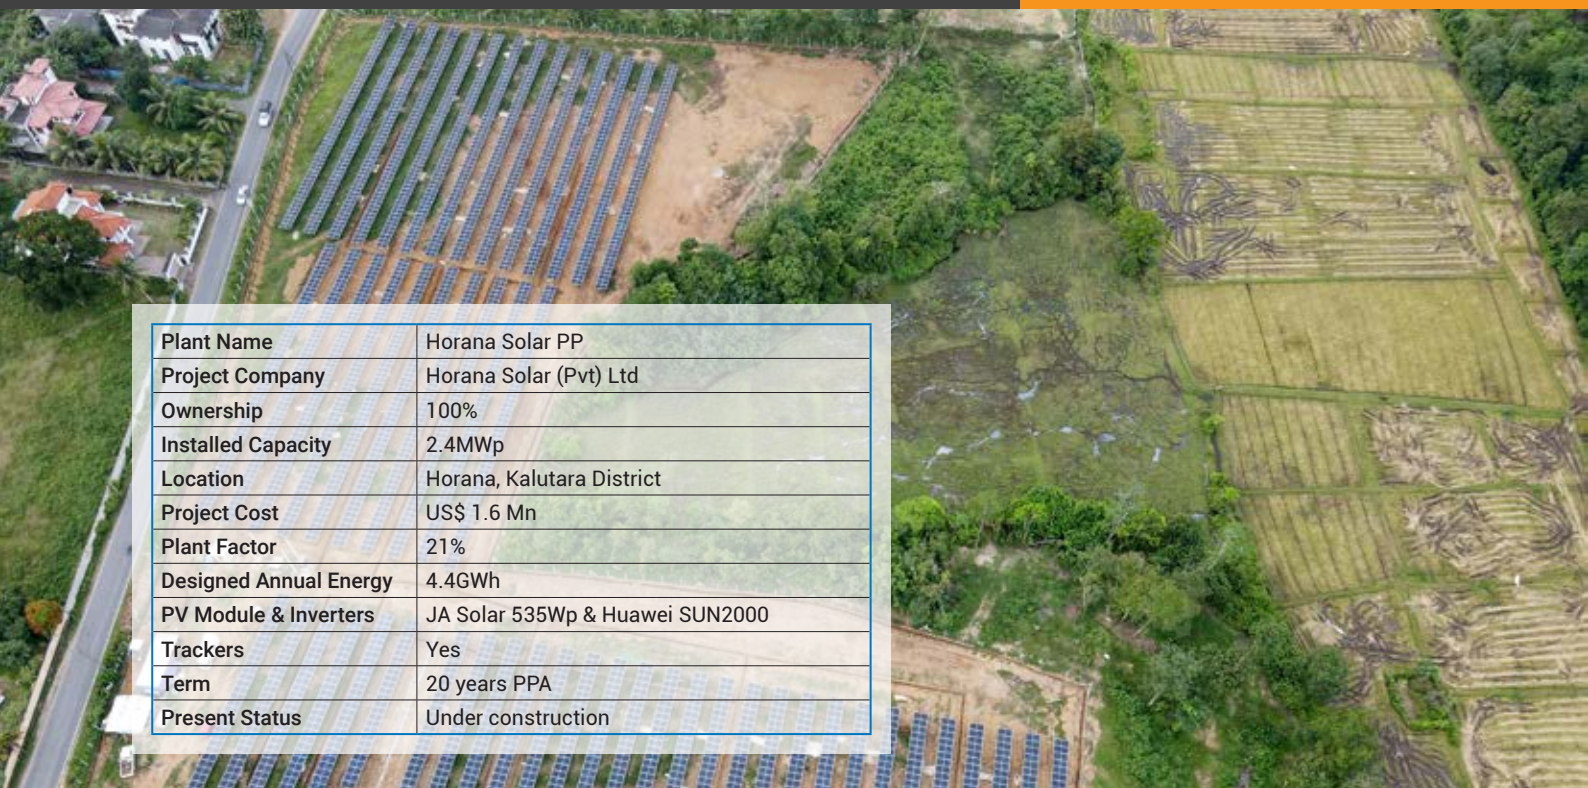 Plant Name Horana Solar PP
Project Company Horana Solar (Pvt) Ltd
Ownership 100%
Installed Capacity 2.4MWp
Location Horana, Kalutara District
Project Cost US$ 1.6 Mn
Plant Factor 21%
Designed Annual Energy 4.4GWh
PV Module & Inverters JA Solar 535Wp & Huawei SUN2000
Trackers Yes
Term 20 years PPA
Present Status Under construction